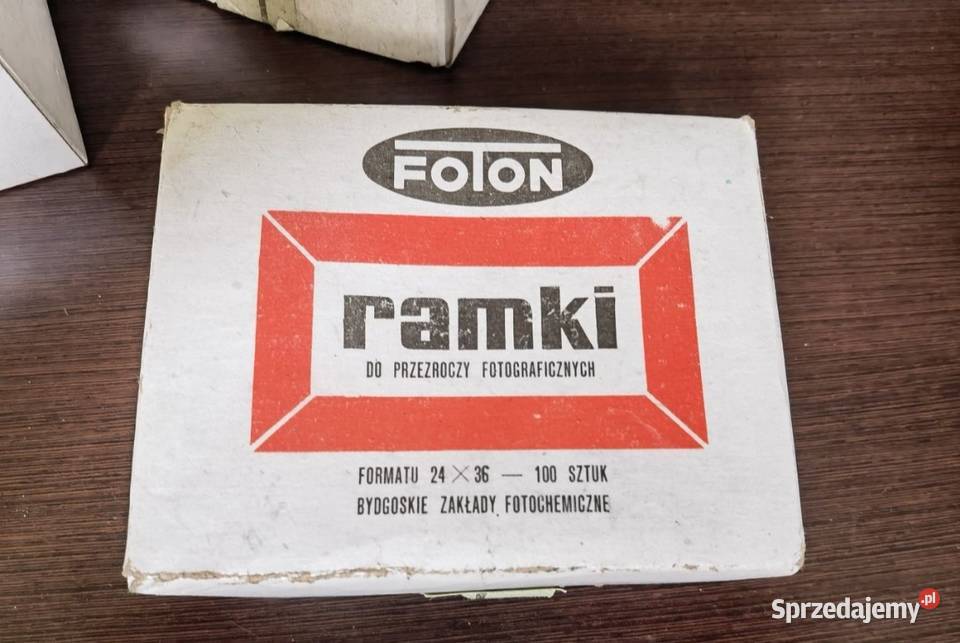 FOTON
ramki
DO PRZEZROCZY FOTOGRAFICZNYCH
FORMATU 24 × 36 — 100 SZTUK
BYDGOSKIE ZAKŁADY FOTOCHEMICZNE
Sprzedajemy.pl